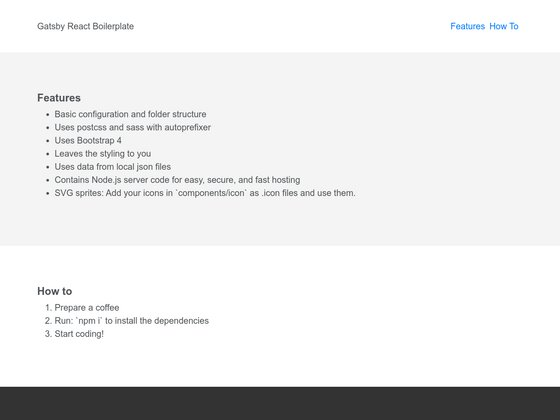 Gatsby React Boilerplate
Features How To
Features
• Basic configuration and folder structure
• Uses postcss and sass with autoprefixer
• Uses Bootstrap 4
• Leaves the styling to you
• Uses data from local json files
• Contains Node.js server code for easy, secure, and fast hosting
• SVG sprites: Add your icons in `components/icon` as .icon files and use them.
How to
1. Prepare a coffee
2. Run: `npm i` to install the dependencies
3. Start coding!